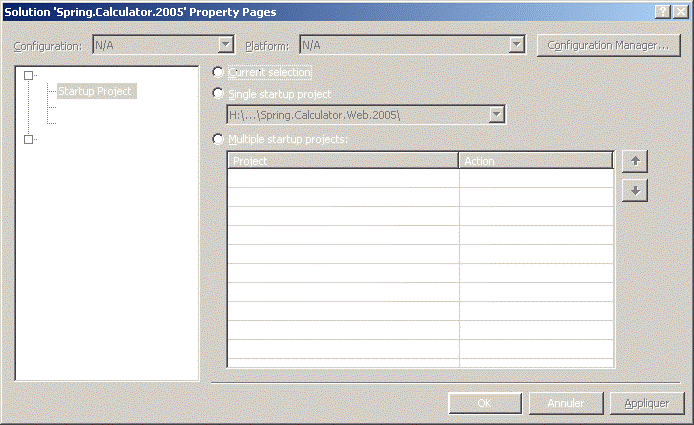 Solution 'Spring.Calculator.2005' Property Pages
Configuration: N/A Platform: N/A Configuration Manager...
Startup Project
Current selection
Single startup project
H:\...\Spring.Calculator.Web.2005\
Multiple startup projects:
Project Action
OK Annuler Appliquer